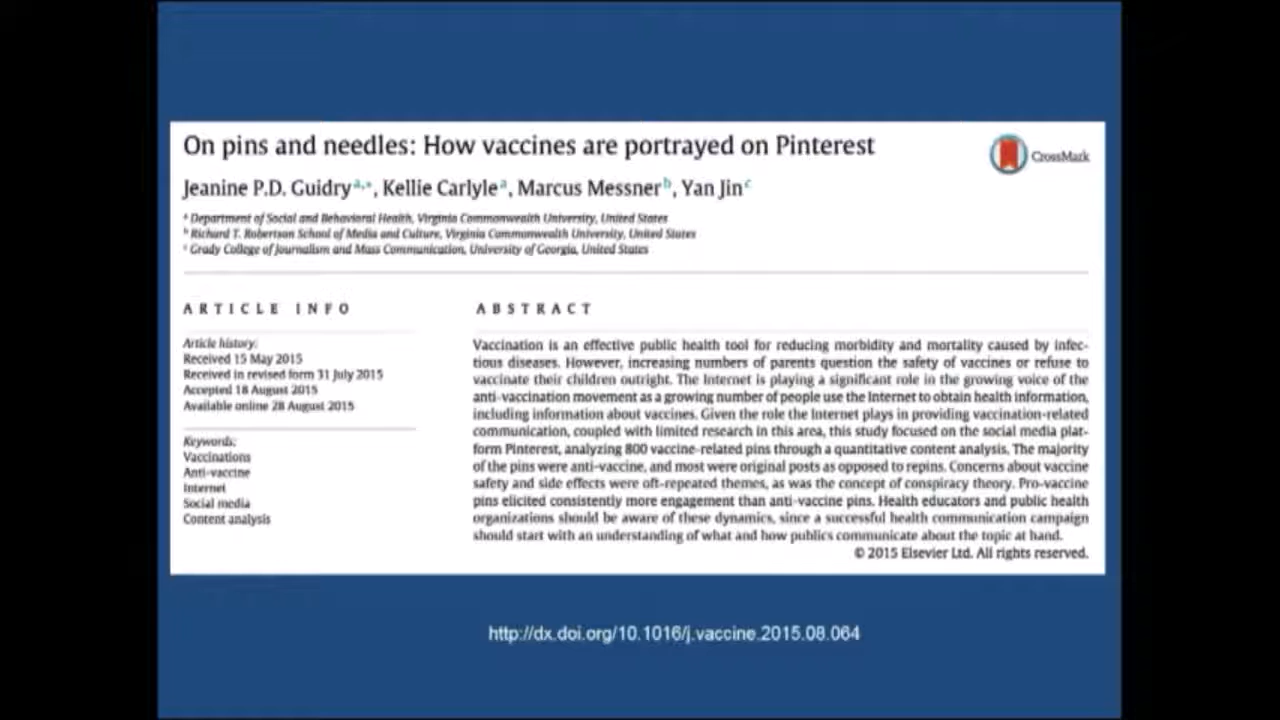 On pins and needles: How vaccines are portrayed on Pinterest
CrossMark
Jeanine P.D. Guidry a,*, Kellie Carlyle a, Marcus Messner b, Yan Jin c
a Department of Social and Behavioral Health, Virginia Commonwealth University, United States
b Richard T. Robertson School of Media and Culture, Virginia Commonwealth University, United States
c Grady College of Journalism and Mass Communication, University of Georgia, United States
ARTICLE INFO
Article history:
Received 15 May 2015
Received in revised form 31 July 2015
Accepted 18 August 2015
Available online 28 August 2015
Keywords:
Vaccinations
Anti-vaccine
Internet
Social media
Content analysis
ABSTRACT
Vaccination is an effective public health tool for reducing morbidity and mortality caused by infec-
tious diseases. However, increasing numbers of parents question the safety of vaccines or refuse to
vaccinate their children outright. The Internet is playing a significant role in the growing voice of the
anti-vaccination movement as a growing number of people use the Internet to obtain health information,
including information about vaccines. Given the role the Internet plays in providing vaccination-related
communication, coupled with limited research in this area, this study focused on the social media plat-
form Pinterest, analyzing 800 vaccine-related pins through a quantitative content analysis. The majority
of the pins were anti-vaccine, and most were original posts as opposed to repins. Concerns about vaccine
safety and side effects were oft-repeated themes, as was the concept of conspiracy theory. Pro-vaccine
pins elicited consistently more engagement than anti-vaccine pins. Health educators and public health
organizations should be aware of these dynamics, since a successful health communication campaign
should start with an understanding of what and how publics communicate about the topic at hand.
© 2015 Elsevier Ltd. All rights reserved.
http://dx.doi.org/10.1016/j.vaccine.2015.08.064